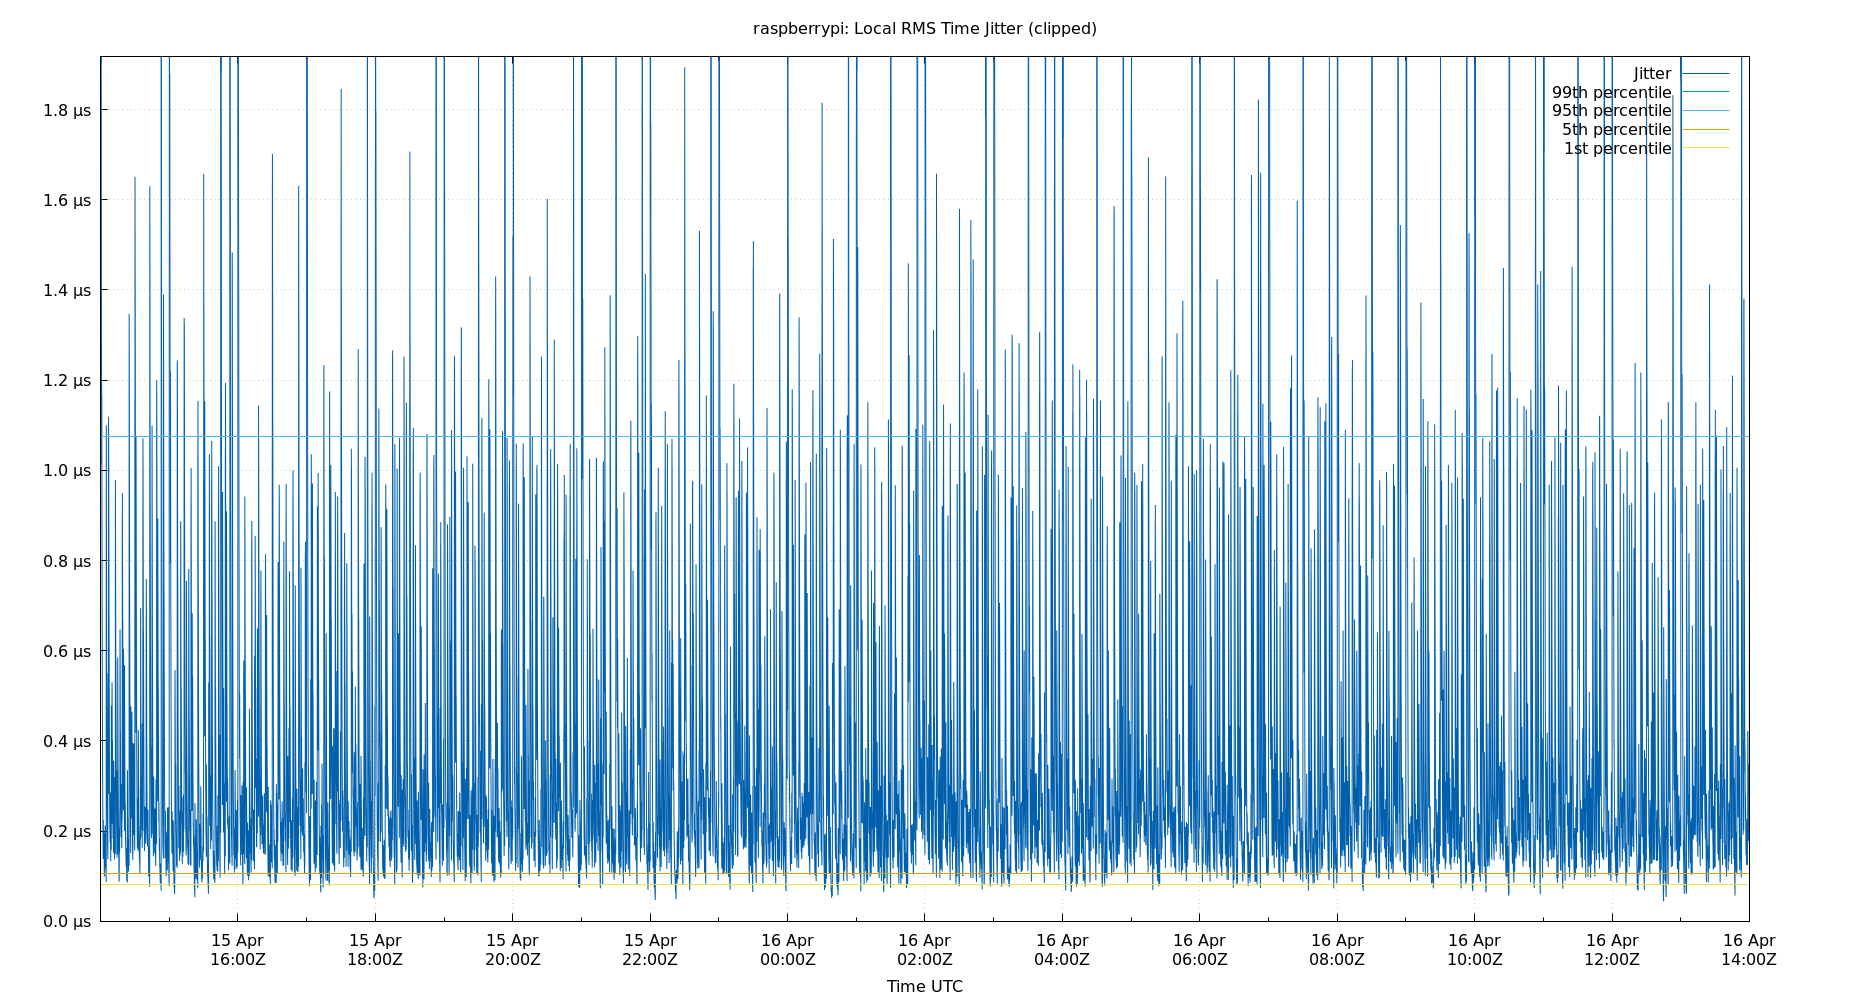 raspberrypi: Local RMS Time Jitter (clipped)
Jitter
99th percentile
95th percentile
5th percentile
1st percentile
1.8 µs
1.6 µs
1.4 µs
1.2 µs
1.0 µs
0.8 µs
0.6 µs
0.4 µs
0.2 µs
0.0 µs
15 Apr 15 Apr 15 Apr 15 Apr 16 Apr 16 Apr 16 Apr 16 Apr 16 Apr 16 Apr 16 Apr 16 Apr
16:00Z 18:00Z 20:00Z 22:00Z 00:00Z 02:00Z 04:00Z 06:00Z 08:00Z 10:00Z 12:00Z 14:00Z
Time UTC